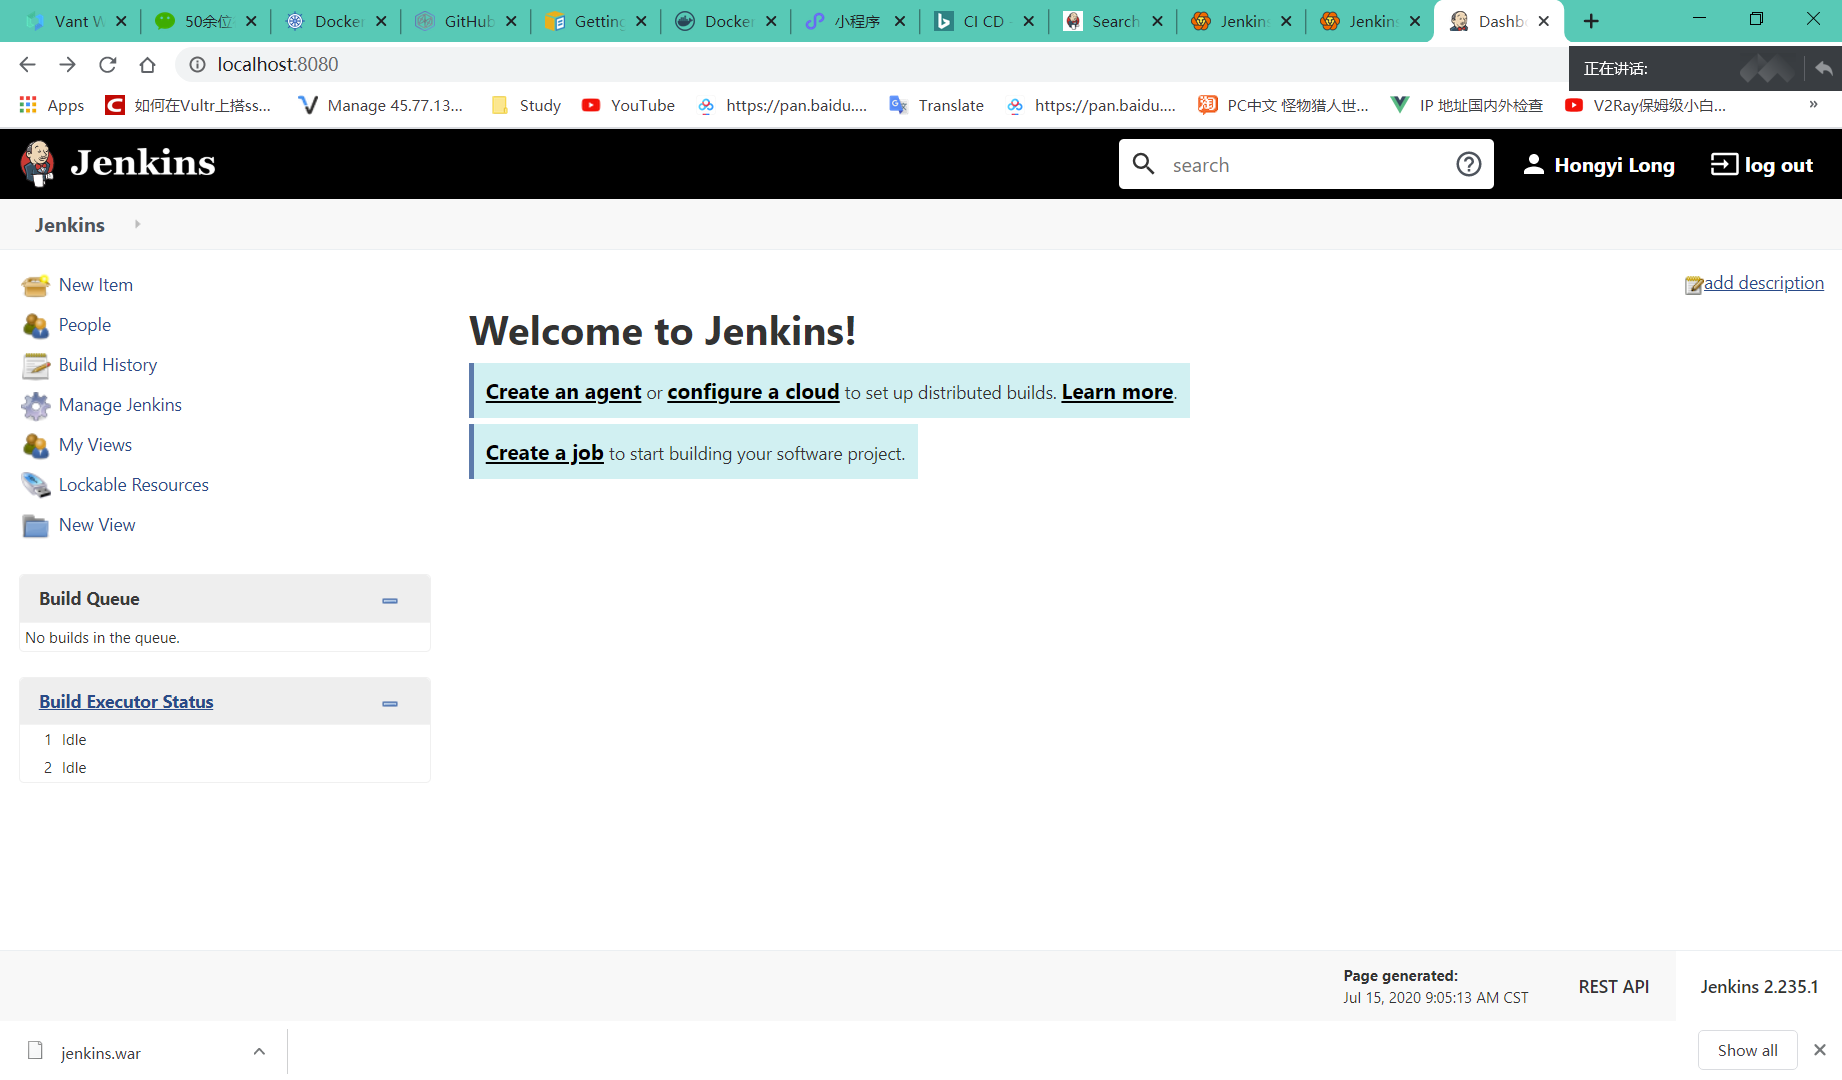 Vant W
50余位
Docker
GitHub
Getting
Docker
小程序
CI CD
Search
Jenkins
Jenkins
Dashb
localhost:8080
正在讲话:
Apps
如何在Vultr上搭ss...
Manage 45.77.13...
Study
YouTube
https://pan.baidu....
Translate
https://pan.baidu....
PC中文 怪物猎人世...
IP 地址国内外检查
V2Ray保姆级小白...
»
Jenkins
search
Hongyi Long
log out
Jenkins
New Item
People
Build History
Manage Jenkins
My Views
Lockable Resources
New View
add description
Welcome to Jenkins!
Create an agent or configure a cloud to set up distributed builds. Learn more.
Create a job to start building your software project.
Build Queue
No builds in the queue.
Build Executor Status
1 Idle
2 Idle
Page generated:
Jul 15, 2020 9:05:13 AM CST
REST API
Jenkins 2.235.1
jenkins.war
Show all